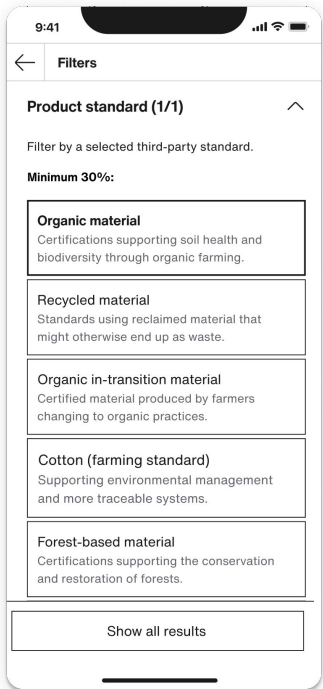 9:41
Filters
Product standard (1/1)
Filter by a selected third-party standard.
Minimum 30%:
Organic material
Certifications supporting soil health and
biodiversity through organic farming.
Recycled material
Standards using reclaimed material that
might otherwise end up as waste.
Organic in-transition material
Certified material produced by farmers
changing to organic practices.
Cotton (farming standard)
Supporting environmental management
and more traceable systems.
Forest-based material
Certifications supporting the conservation
and restoration of forests.
Show all results